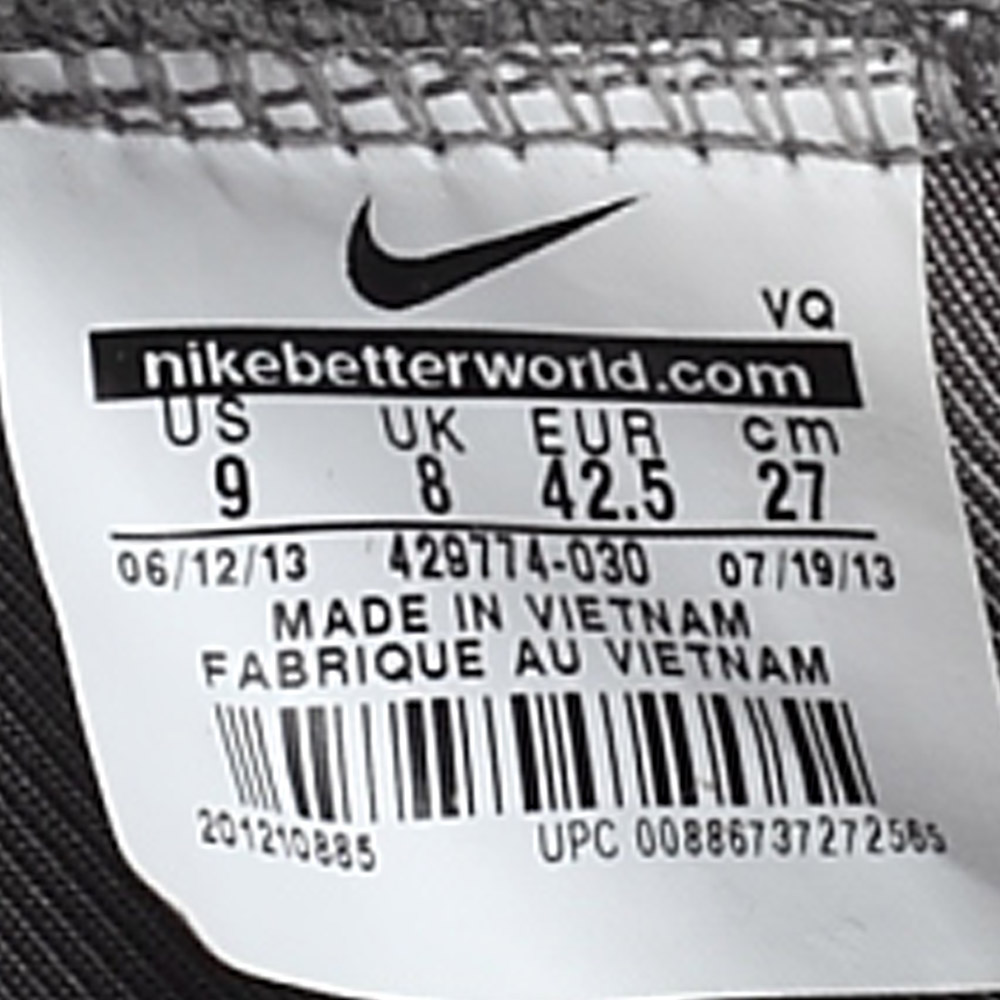 VQ
nikebetterworld.com
US UK EUR cm
9 8 42.5 27
06/12/13 429774-030 07/19/13
MADE IN VIETNAM
FABRIQUE AU VIETNAM
201210885 UPC 00886737272565